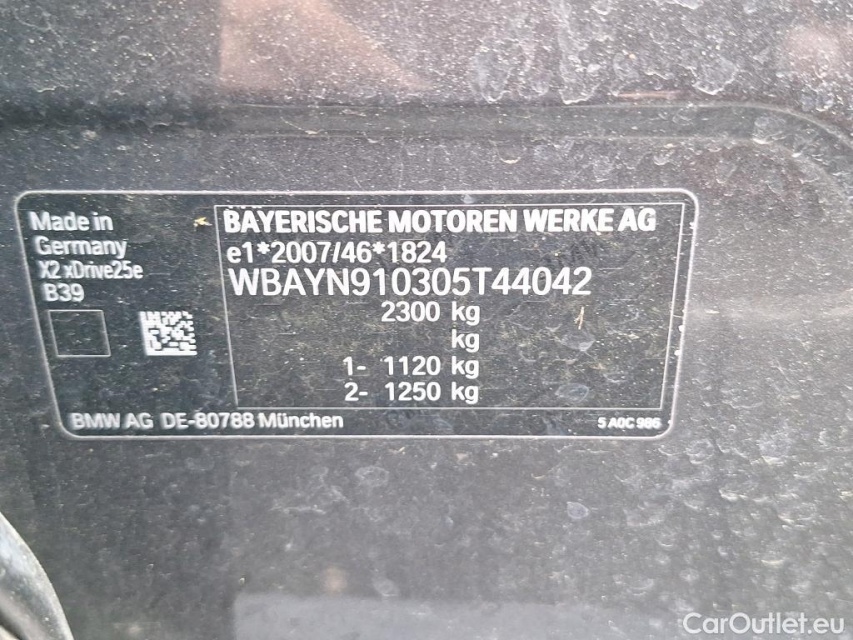 Made in
Germany
X2 xDrive25e
B39
BAYERISCHE MOTOREN WERKE AG
e1*2007/46*1824
WBAYN910305T44042
2300 kg
kg
1- 1120 kg
2- 1250 kg
BMW AG DE-80788 München
5 A0C 986
CarOutlet.eu